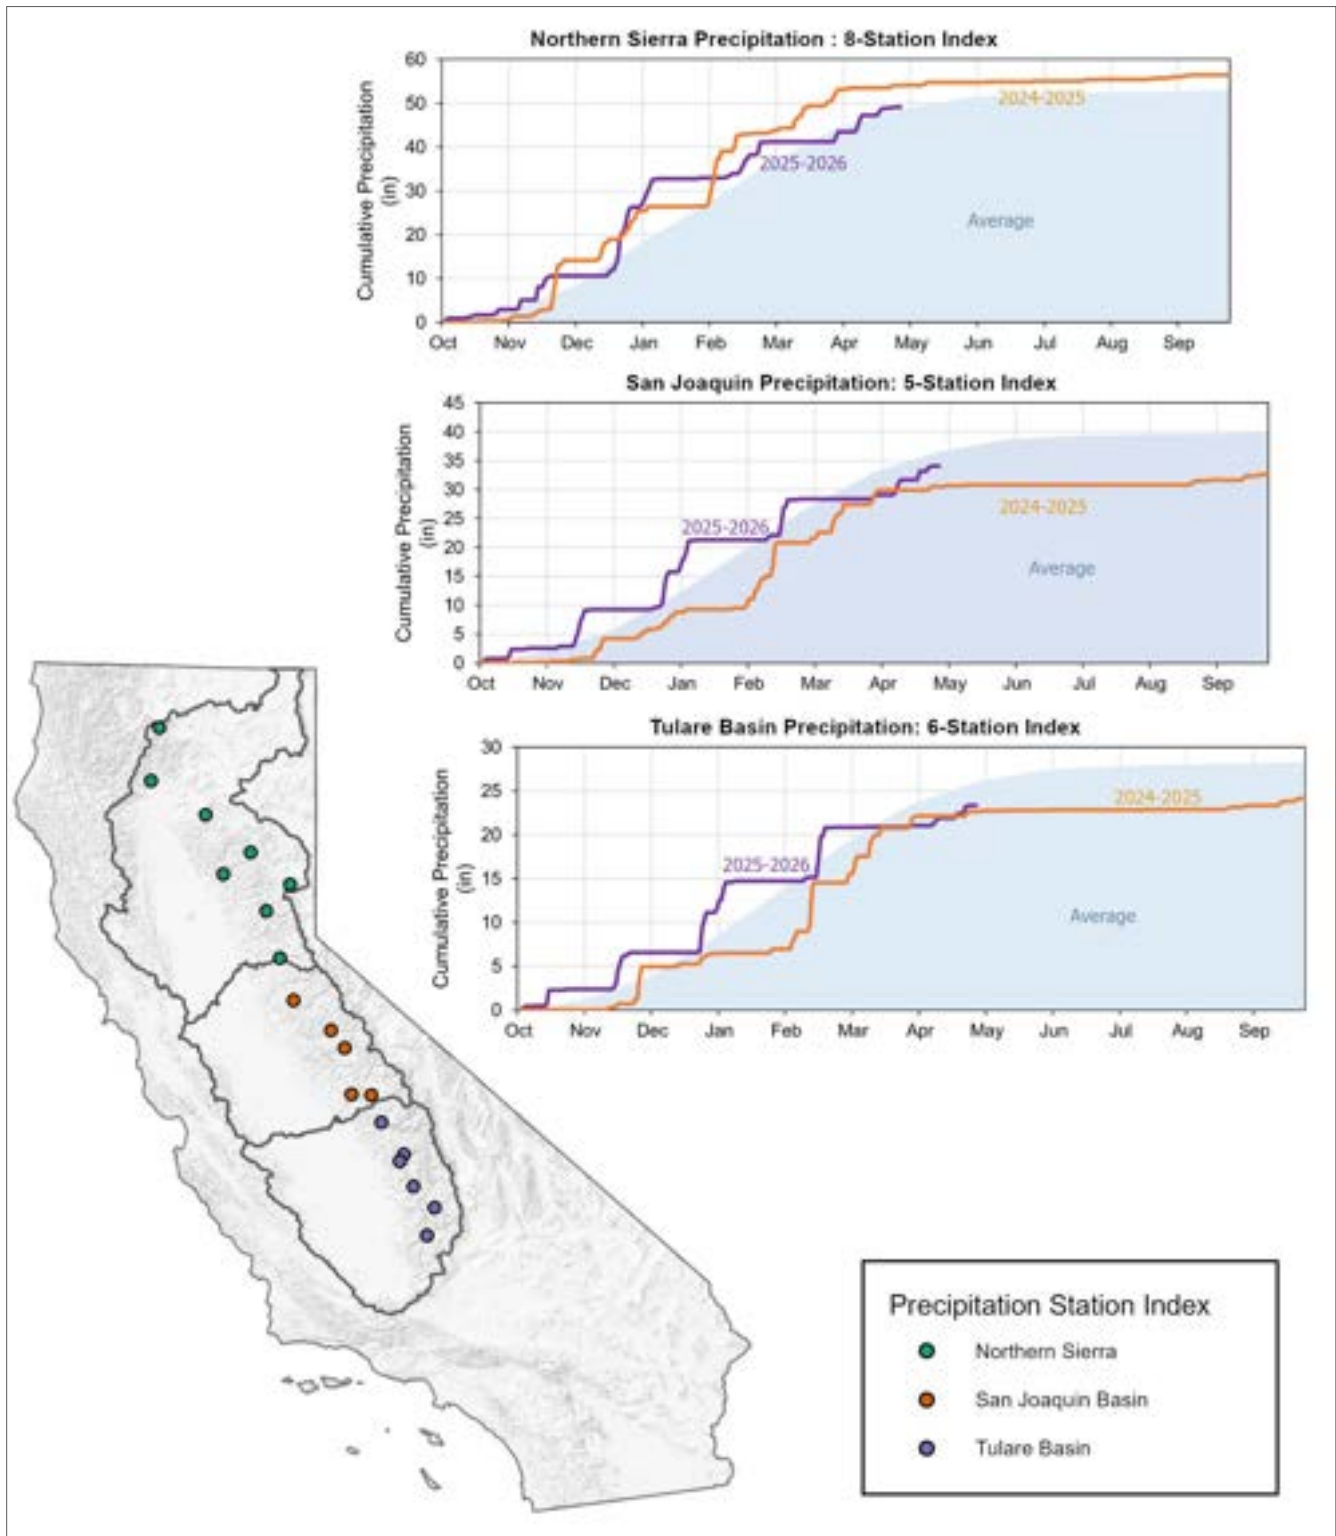 Northern Sierra Precipitation : 8-Station Index
Cumulative Precipitation
(in)
60
50
40
30
20
10
0
2024-2025
2025-2026
Average
Oct Nov Dec Jan Feb Mar Apr May Jun Jul Aug Sep
San Joaquin Precipitation: 5-Station Index
Cumulative Precipitation
(in)
45
40
35
30
25
20
15
10
5
0
2025-2026
2024-2025
Average
Oct Nov Dec Jan Feb Mar Apr May Jun Jul Aug Sep
Tulare Basin Precipitation: 6-Station Index
Cumulative Precipitation
(in)
30
25
20
15
10
5
0
2024-2025
2025-2026
Average
Oct Nov Dec Jan Feb Mar Apr May Jun Jul Aug Sep
Precipitation Station Index
Northern Sierra
San Joaquin Basin
Tulare Basin